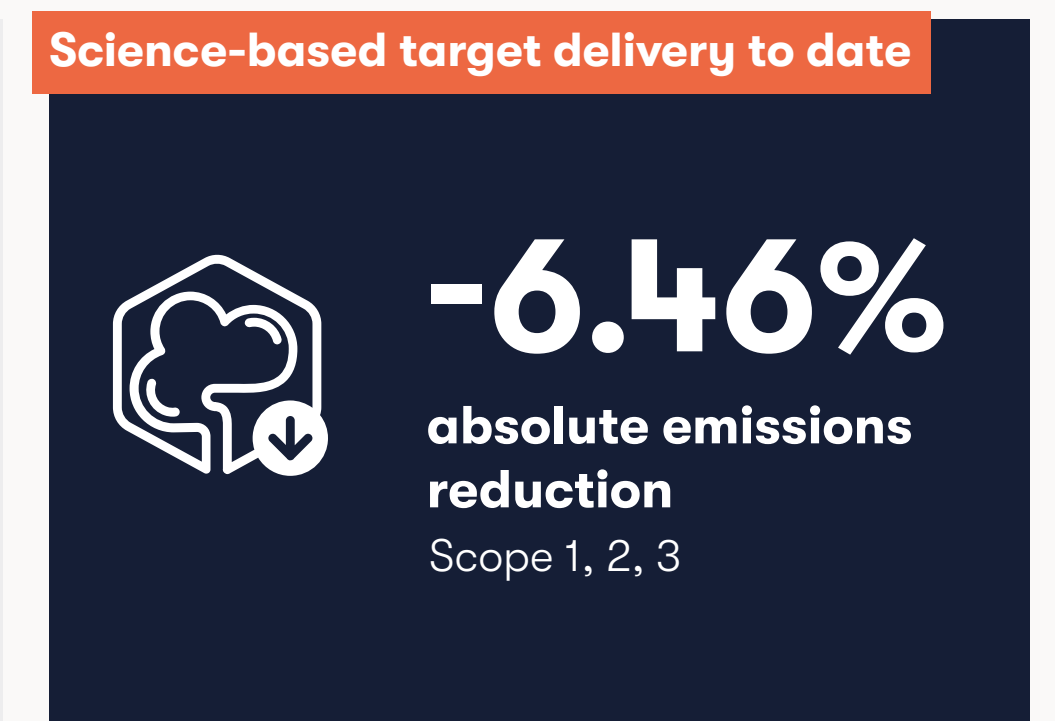 Science-based target delivery to date
-6.46%
absolute emissions
reduction
Scope 1, 2, 3